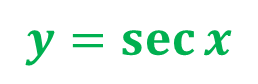 y = sec x